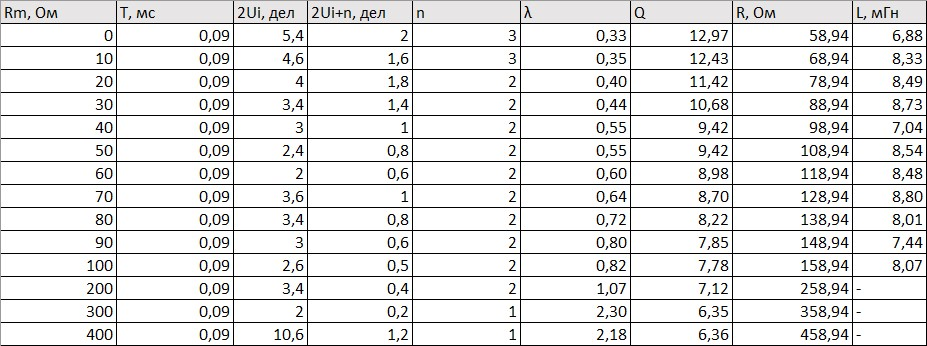 Rm, Ом T, мс 2Ui, дел 2Ui+n, дел n λ Q R, Ом L, мГн
0 0,09 5,4 2 3 0,33 12,97 58,94 6,88
10 0,09 4,6 1,6 3 0,35 12,43 68,94 8,33
20 0,09 4 1,8 2 0,40 11,42 78,94 8,49
30 0,09 3,4 1,4 2 0,44 10,68 88,94 8,73
40 0,09 3 1 2 0,55 9,42 98,94 7,04
50 0,09 2,4 0,8 2 0,55 9,42 108,94 8,54
60 0,09 2 0,6 2 0,60 8,98 118,94 8,48
70 0,09 3,6 1 2 0,64 8,70 128,94 8,80
80 0,09 3,4 0,8 2 0,72 8,22 138,94 8,01
90 0,09 3 0,6 2 0,80 7,85 148,94 7,44
100 0,09 2,6 0,5 2 0,82 7,78 158,94 8,07
200 0,09 3,4 0,4 2 1,07 7,12 258,94 -
300 0,09 2 0,2 1 2,30 6,35 358,94 -
400 0,09 10,6 1,2 1 2,18 6,36 458,94 -